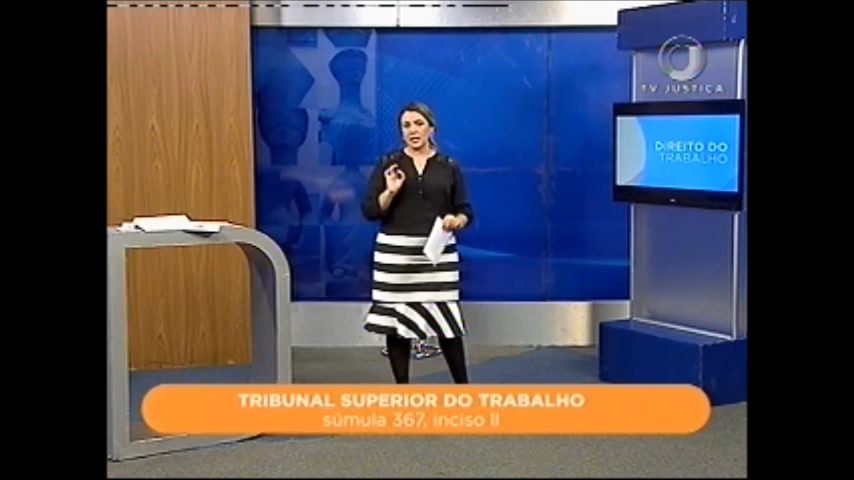 TV JUSTIÇA
DIREITO DO
TRABALHO
TRIBUNAL SUPERIOR DO TRABALHO
súmula 367, inciso II